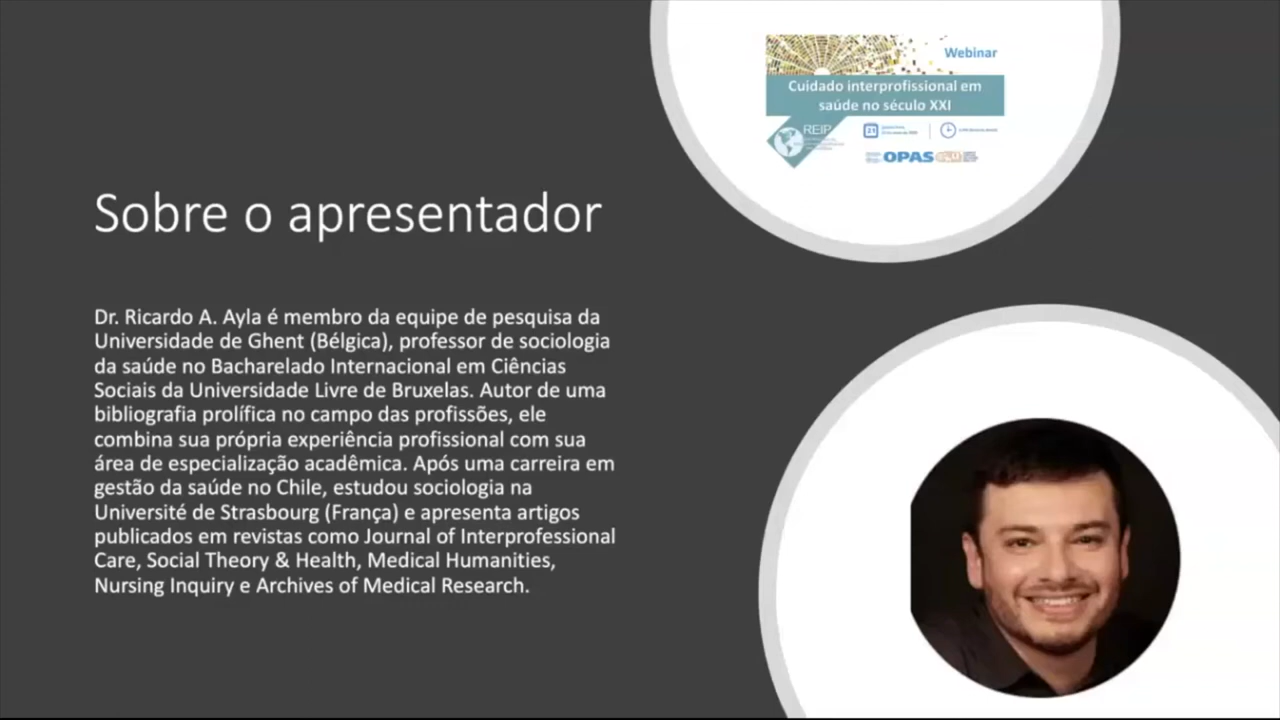 Webinar
Cuidado interprofissional em
saúde no século XXI
REIP
21
OPAS
Sobre o apresentador
Dr. Ricardo A. Ayla é membro da equipe de pesquisa da
Universidade de Ghent (Bélgica), professor de sociologia
da saúde no Bacharelado Internacional em Ciências
Sociais da Universidade Livre de Bruxelas. Autor de uma
bibliografia prolífica no campo das profissões, ele
combina sua própria experiência profissional com sua
área de especialização acadêmica. Após uma carreira em
gestão da saúde no Chile, estudou sociologia na
Université de Strasbourg (França) e apresenta artigos
publicados em revistas como Journal of Interprofessional
Care, Social Theory & Health, Medical Humanities,
Nursing Inquiry e Archives of Medical Research.